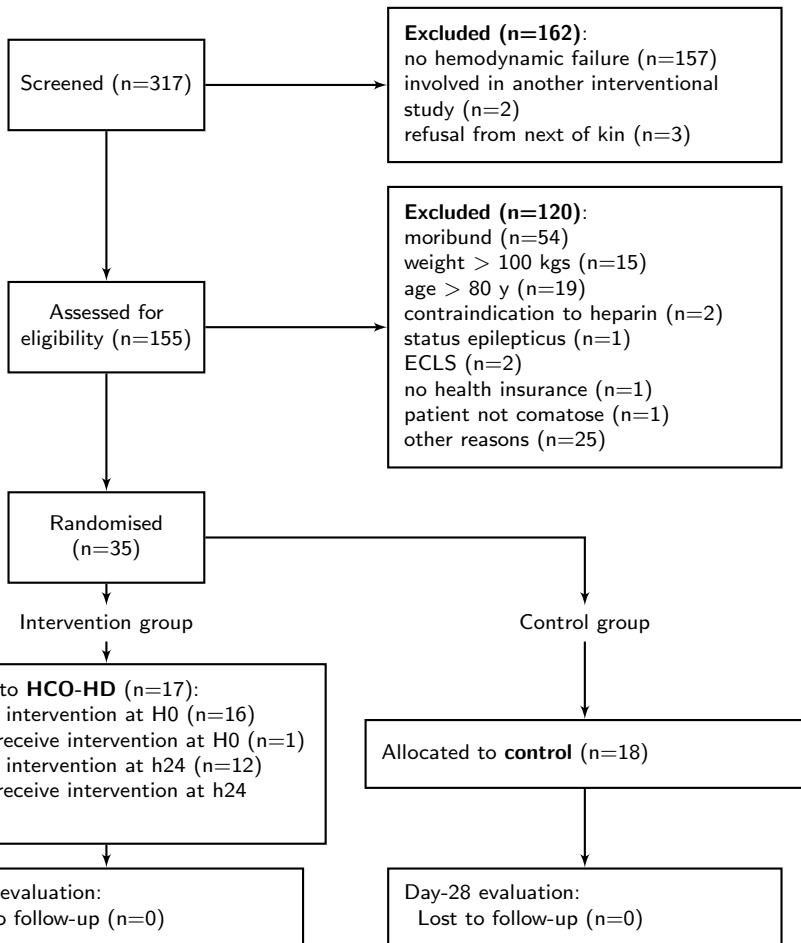 Screened (n=317)
Excluded (n=162):
no hemodynamic failure (n=157)
involved in another interventional
study (n=2)
refusal from next of kin (n=3)
Assessed for
eligibility (n=155)
Excluded (n=120):
moribund (n=54)
weight > 100 kgs (n=15)
age > 80 y (n=19)
contraindication to heparin (n=2)
status epilepticus (n=1)
ECLS (n=2)
no health insurance (n=1)
patient not comatose (n=1)
other reasons (n=25)
Randomised
(n=35)
Intervention group
Control group
to HCO-HD (n=17):
intervention at H0 (n=16)
receive intervention at H0 (n=1)
intervention at h24 (n=12)
receive intervention at h24
Allocated to control (n=18)
evaluation:
follow-up (n=0)
Day-28 evaluation:
Lost to follow-up (n=0)